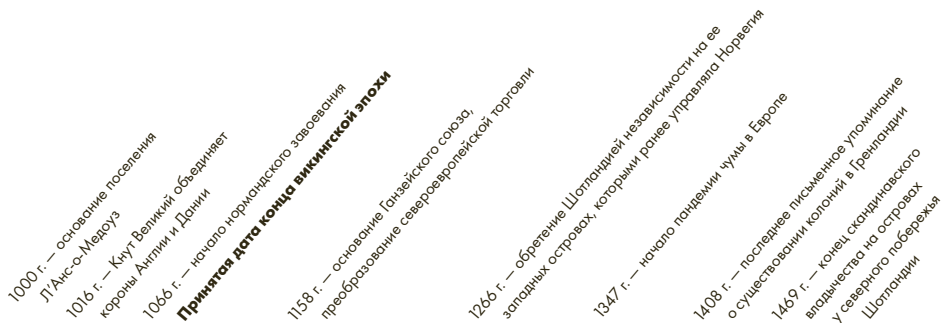 1000 г. — основание поселения
Л’Анс-о-Медоуз
1016 г. — Кнут Великий объединяет
короны Англии и Дании
1066 г. — начало нормандского завоевания
Принятая дата конца викингской эпохи
1158 г. — основание Ганзейского союза,
преобразование североевропейской торговли
1266 г. — обретение Шотландией независимости на ее
западных островах, которыми ранее управляла Норвегия
1347 г. — начало пандемии чумы в Европе
1408 г. — последнее письменное упоминание
о существовании колоний в Гренландии
1469 г. — конец скандинавского
владычества на островах
у северного побережья
Шотландии